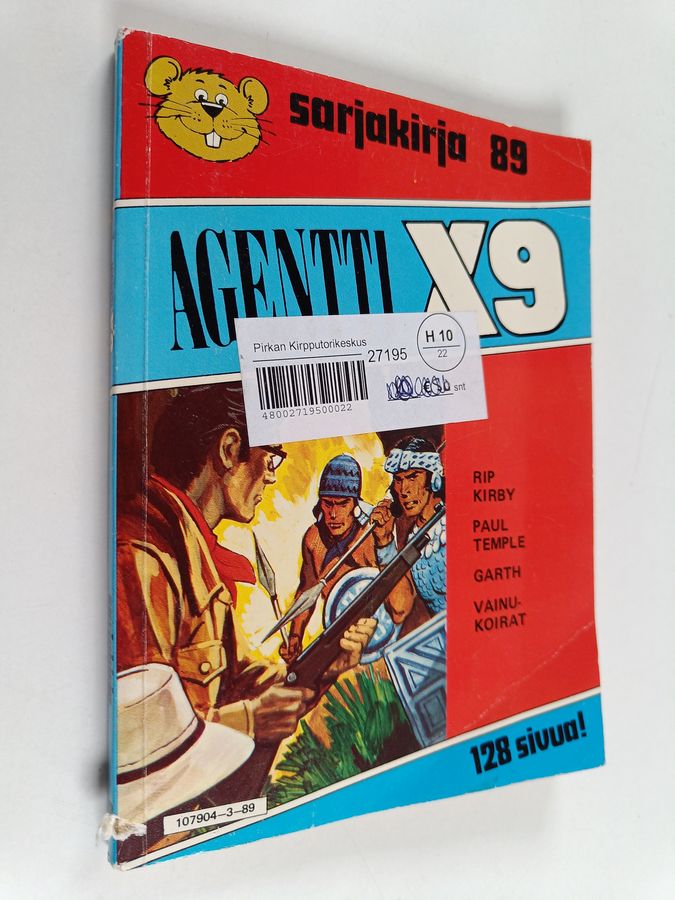 sarjakirja 89
AGENTTI X9
Pirkan Kirpputorikeskus
27195
H 10
22
48002719500022
snt
RIP
KIRBY
PAUL
TEMPLE
GARTH
VAINU-
KOIRAT
128 sivua!
107904-3-89